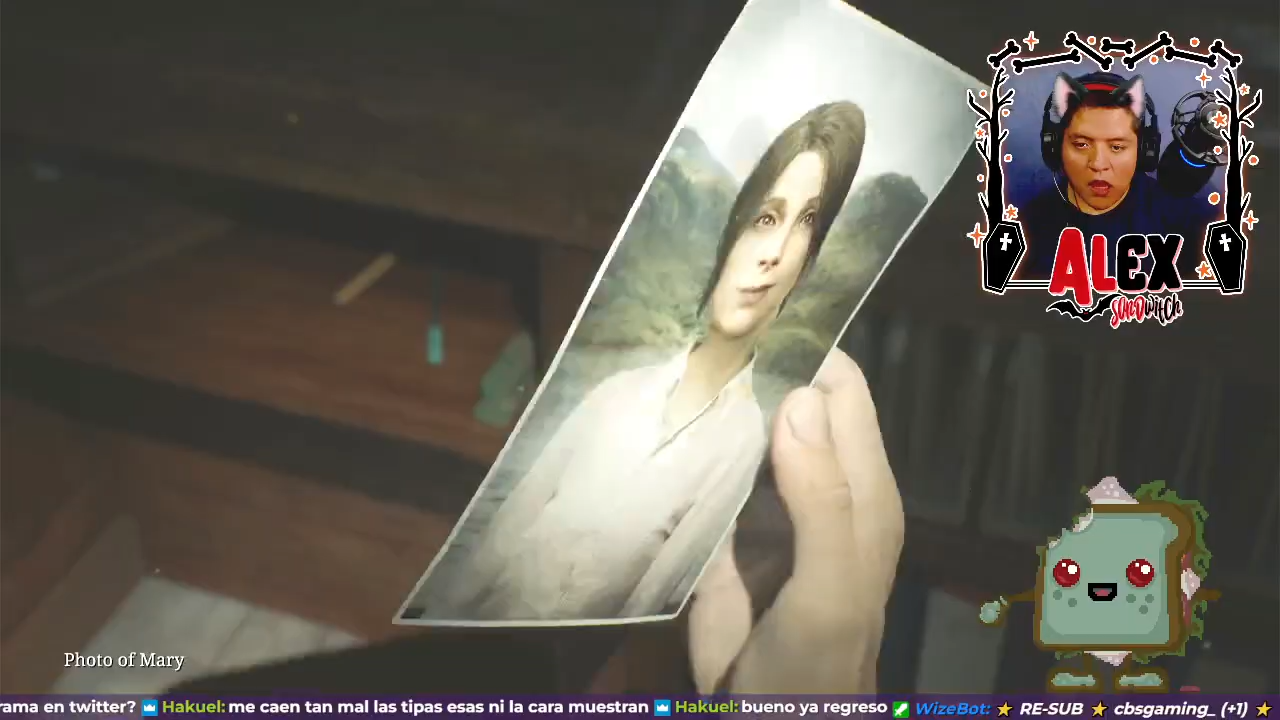 ALEX
SANDwitch
Photo of Mary
rama en twitter? Hakuel: me caen tan mal las tipas esas ni la cara muestran Hakuel: bueno ya regreso WizeBot: RE-SUB cbsgaming_ (+1)